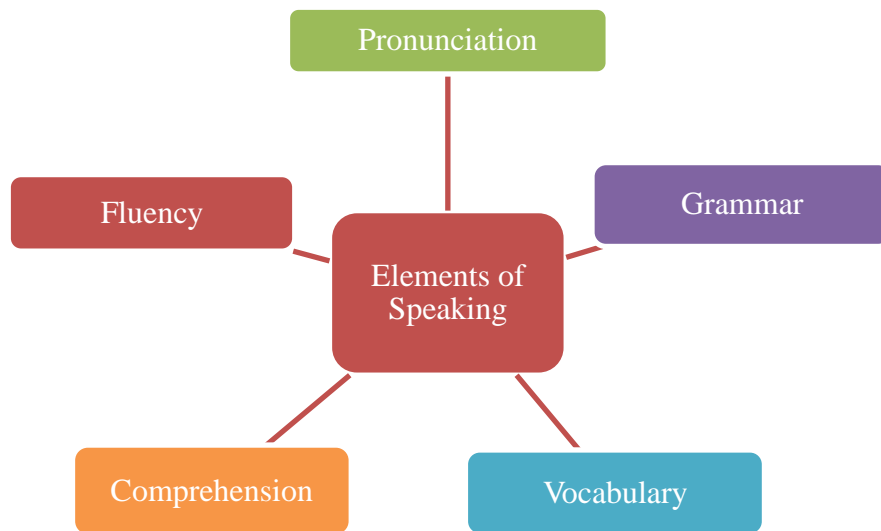 Pronunciation
Fluency
Grammar
Elements of
Speaking
Comprehension
Vocabulary